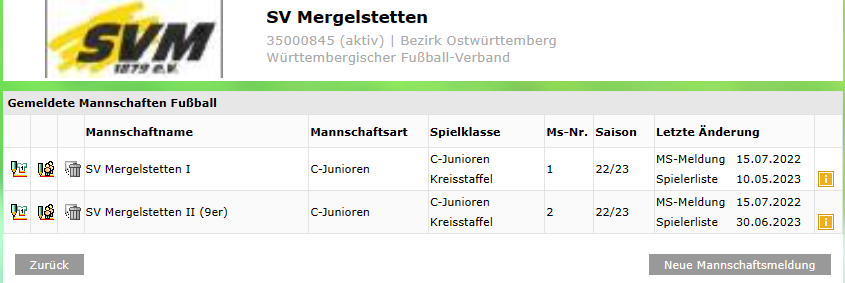 SVM
1879 e.V.
SV Mergelstetten
35000845 (aktiv) | Bezirk Ostwürttemberg
Württembergischer Fußball-Verband
Gemeldete Mannschaften Fußball
Mannschaftname Mannschaftsart Spielklasse Ms-Nr. Saison Letzte Änderung
SV Mergelstetten I C-Junioren C-Junioren 1 22/23 MS-Meldung 15.07.2022
Kreisstaffel Spielerliste 10.05.2023
SV Mergelstetten II (9er) C-Junioren C-Junioren 2 22/23 MS-Meldung 15.07.2022
Kreisstaffel Spielerliste 30.06.2023
Zurück Neue Mannschaftsmeldung